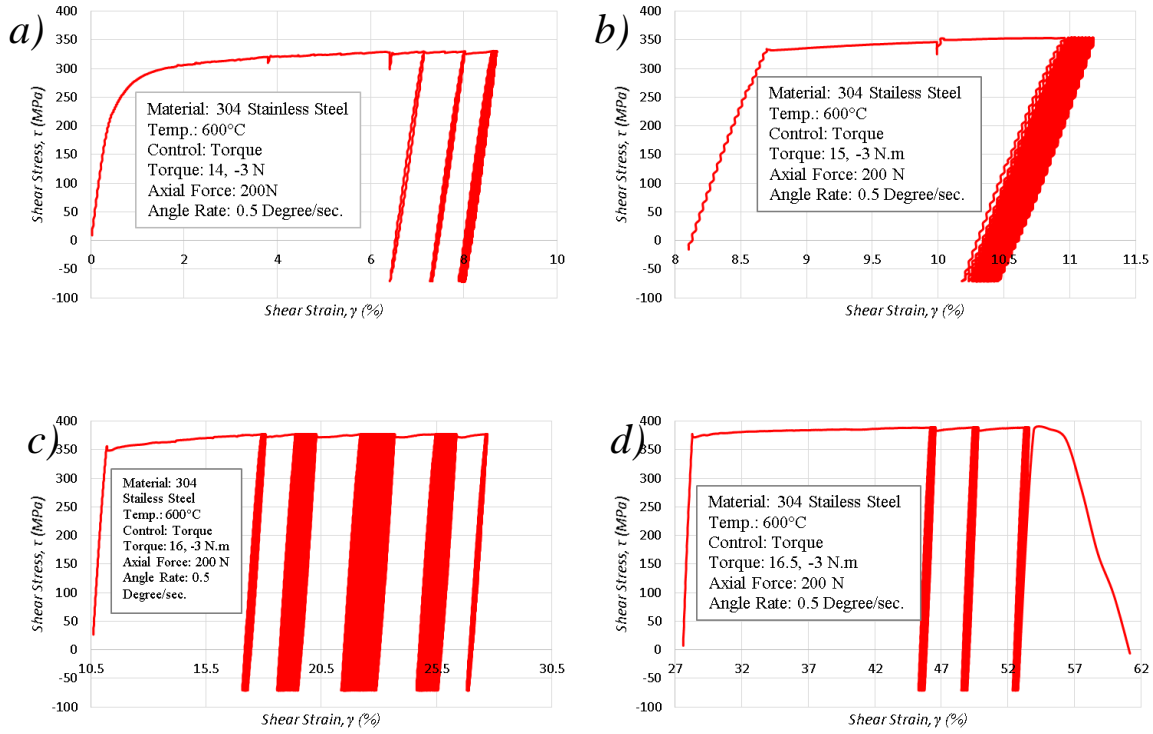 a)
Shear Stress, τ (MPa)
400
350
300
250
200
150
100
50
0
-50
-100
0
2
4
6
8
10
Material: 304 Stainless Steel
Temp.: 600°C
Control: Torque
Torque: 14, -3 N
Axial Force: 200N
Angle Rate: 0.5 Degree/sec.
Shear Strain, γ (%)
b)
Shear Stress, τ (MPa)
400
350
300
250
200
150
100
50
0
-50
-100
8
8.5
9
9.5
10
10.5
11
11.5
Material: 304 Stailess Steel
Temp.: 600°C
Control: Torque
Torque: 15, -3 N.m
Axial Force: 200 N
Angle Rate: 0.5 Degree/sec.
Shear Strain, γ (%)
c)
Shear Stress, τ (MPa)
400
350
300
250
200
150
100
50
0
-50
-100
10.5
15.5
20.5
25.5
30.5
Material: 304
Stailess Steel
Temp.: 600°C
Control: Torque
Torque: 16, -3 N.m
Axial Force: 200 N
Angle Rate: 0.5
Degree/sec.
Shear Strain, γ (%)
d)
Shear Stress, τ (MPa)
400
350
300
250
200
150
100
50
0
-50
-100
27
32
37
42
47
52
57
62
Material: 304 Stailess Steel
Temp.: 600°C
Control: Torque
Torque: 16.5, -3 N.m
Axial Force: 200 N
Angle Rate: 0.5 Degree/sec.
Shear Strain, γ (%)